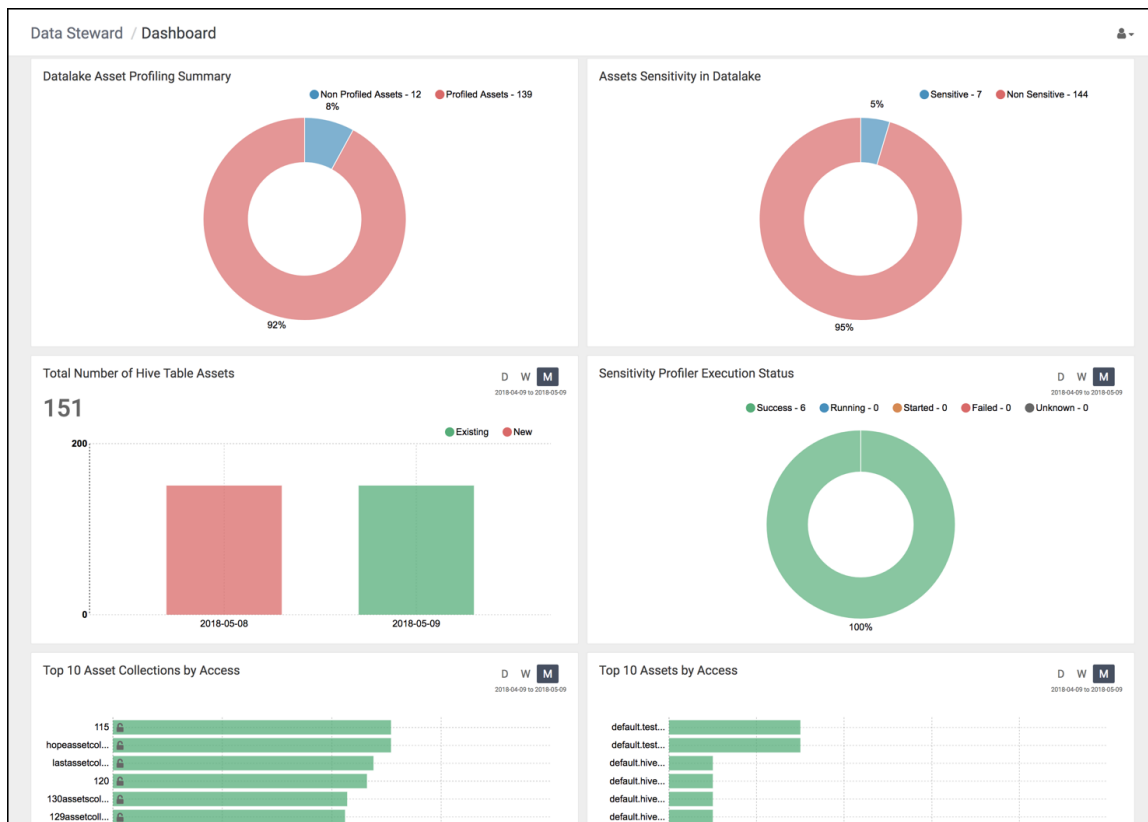 Data Steward / Dashboard
Datalake Asset Profiling Summary
Non Profiled Assets - 12 Profiled Assets - 139
8%
92%
Assets Sensitivity in Datalake
Sensitive - 7 Non Sensitive - 144
5%
95%
Total Number of Hive Table Assets
D W M
2018-04-09 to 2018-05-09
151
Existing New
200
0
2018-05-08 2018-05-09
Sensitivity Profiler Execution Status
D W M
2018-04-09 to 2018-05-09
Success - 6 Running - 0 Started - 0 Failed - 0 Unknown - 0
100%
Top 10 Asset Collections by Access
D W M
2018-04-09 to 2018-05-09
115
hopeassetcol...
lastassetcol...
120
130assetscol...
129assetcoll...
Top 10 Assets by Access
D W M
2018-04-09 to 2018-05-09
default.test...
default.test...
default.hive...
default.hive...
default.hive...
default.hive...